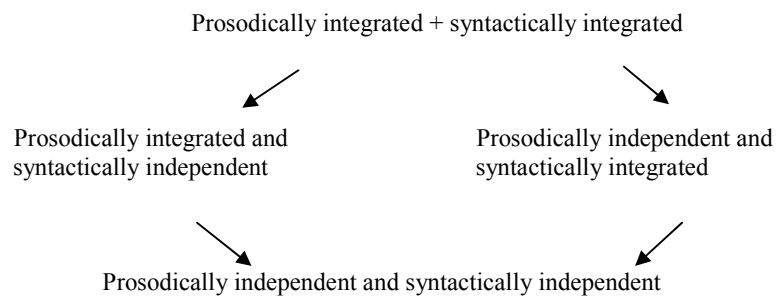 Prosodically integrated + syntactically integrated
Prosodically integrated and
syntactically independent
Prosodically independent and
syntactically integrated
Prosodically independent and syntactically independent